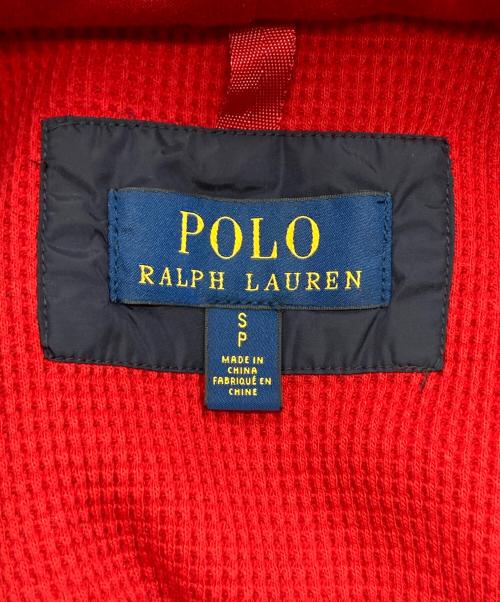 POLO
RALPH LAUREN
S
P
MADE IN
CHINA
FABRIQUÉ EN
CHINE